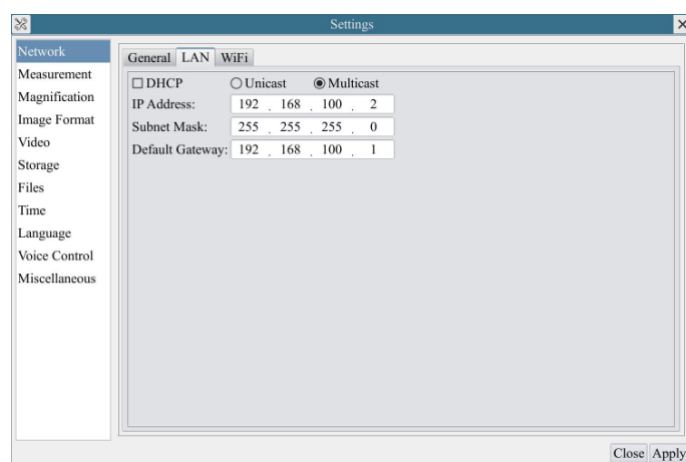 Settings
Network
Measurement
Magnification
Image Format
Video
Storage
Files
Time
Language
Voice Control
Miscellaneous
General LAN WiFi
DHCP Unicast Multicast
IP Address: 192 . 168 . 100 . 2
Subnet Mask: 255 . 255 . 255 . 0
Default Gateway: 192 . 168 . 100 . 1
Close Apply